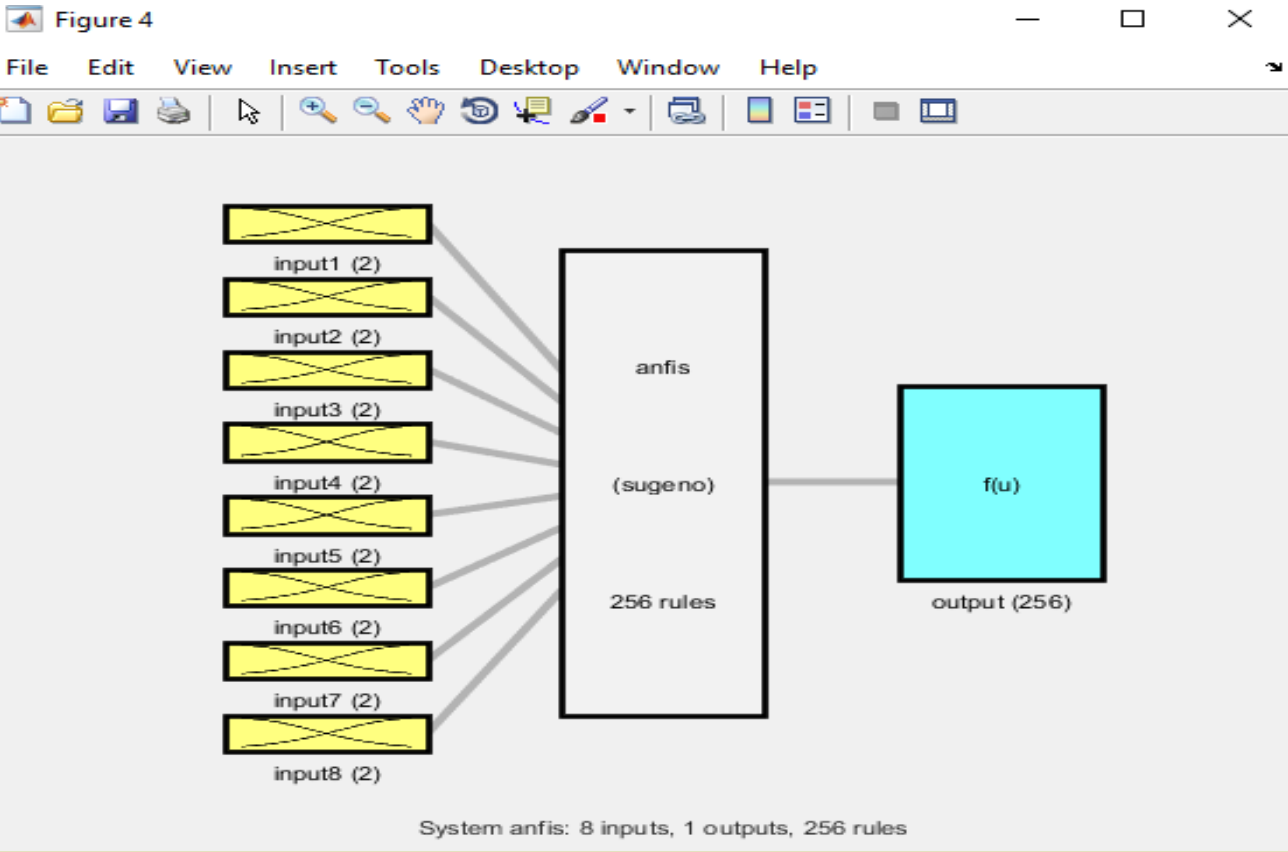 Figure 4
File Edit View Insert Tools Desktop Window Help
input1 (2)
input2 (2)
input3 (2)
input4 (2)
input5 (2)
input6 (2)
input7 (2)
input8 (2)
anfis
(sugeno)
256 rules
f(u)
output (256)
System anfis: 8 inputs, 1 outputs, 256 rules